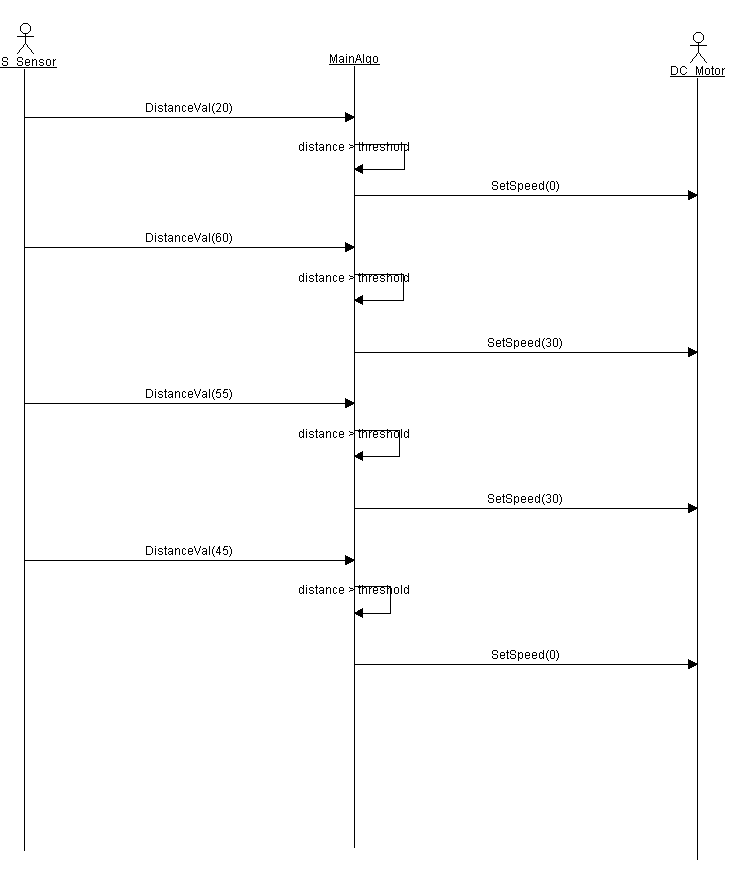 S_Sensor
MainAlgo
DC_Motor
DistanceVal(20)
distance > threshold
SetSpeed(0)
DistanceVal(60)
distance > threshold
SetSpeed(30)
DistanceVal(55)
distance > threshold
SetSpeed(30)
DistanceVal(45)
distance > threshold
SetSpeed(0)